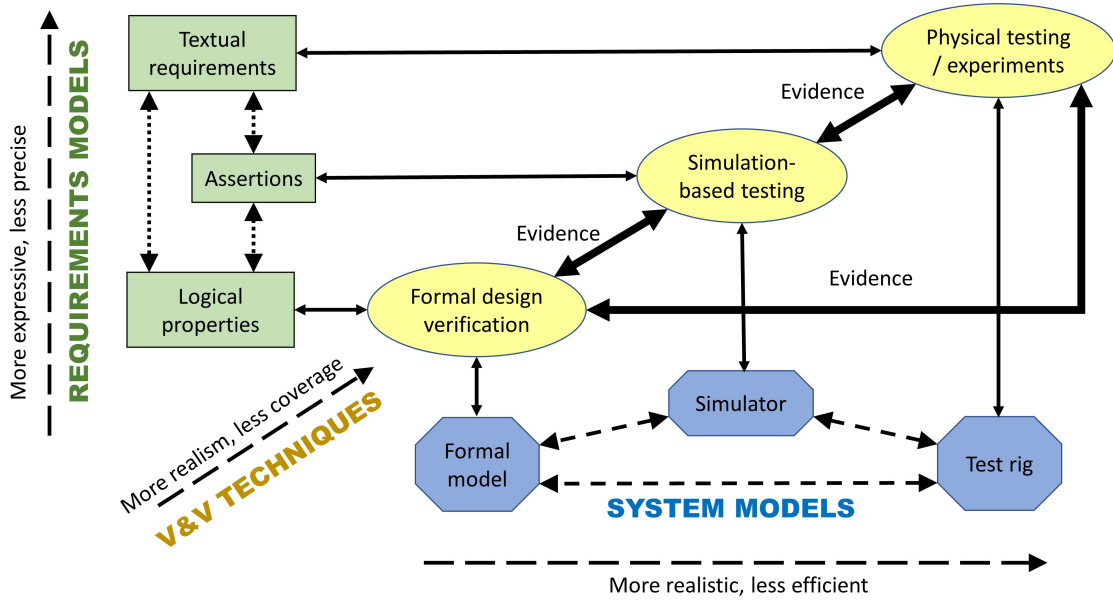 Textual
requirements
Physical testing
/ experiments
Evidence
Assertions
Simulation-
based testing
Evidence
Evidence
Logical
properties
Formal design
verification
More expressive, less precise
REQUIREMENTS MODELS
More realism, less coverage
V&V TECHNIQUES
Simulator
Formal
model
Test rig
SYSTEM MODELS
More realistic, less efficient